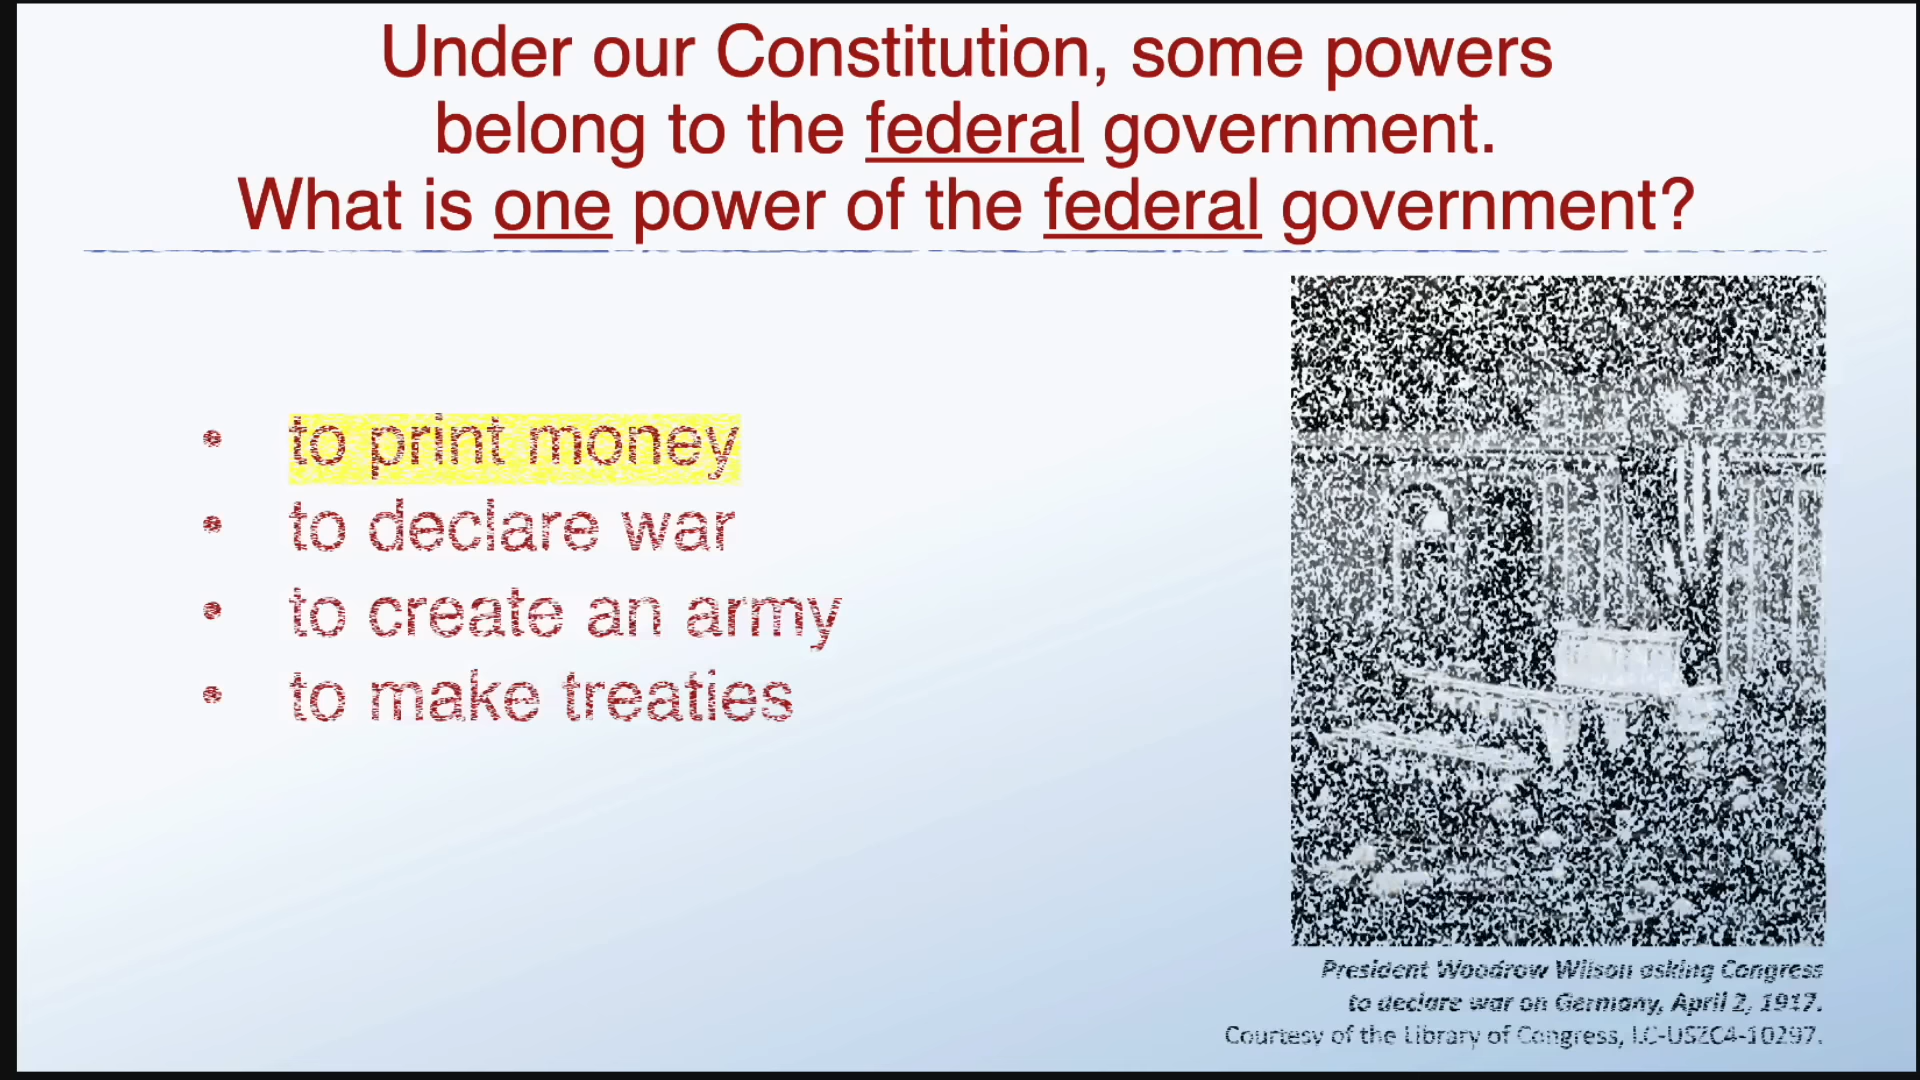 Under our Constitution, some powers
belong to the federal government.
What is one power of the federal government?
• to print money
• to declare war
• to create an army
• to make treaties
President Woodrow Wilson asking Congress
to declare war on Germany, April 2, 1917.
Courtesy of the Library of Congress, LC-USZC4-10297.